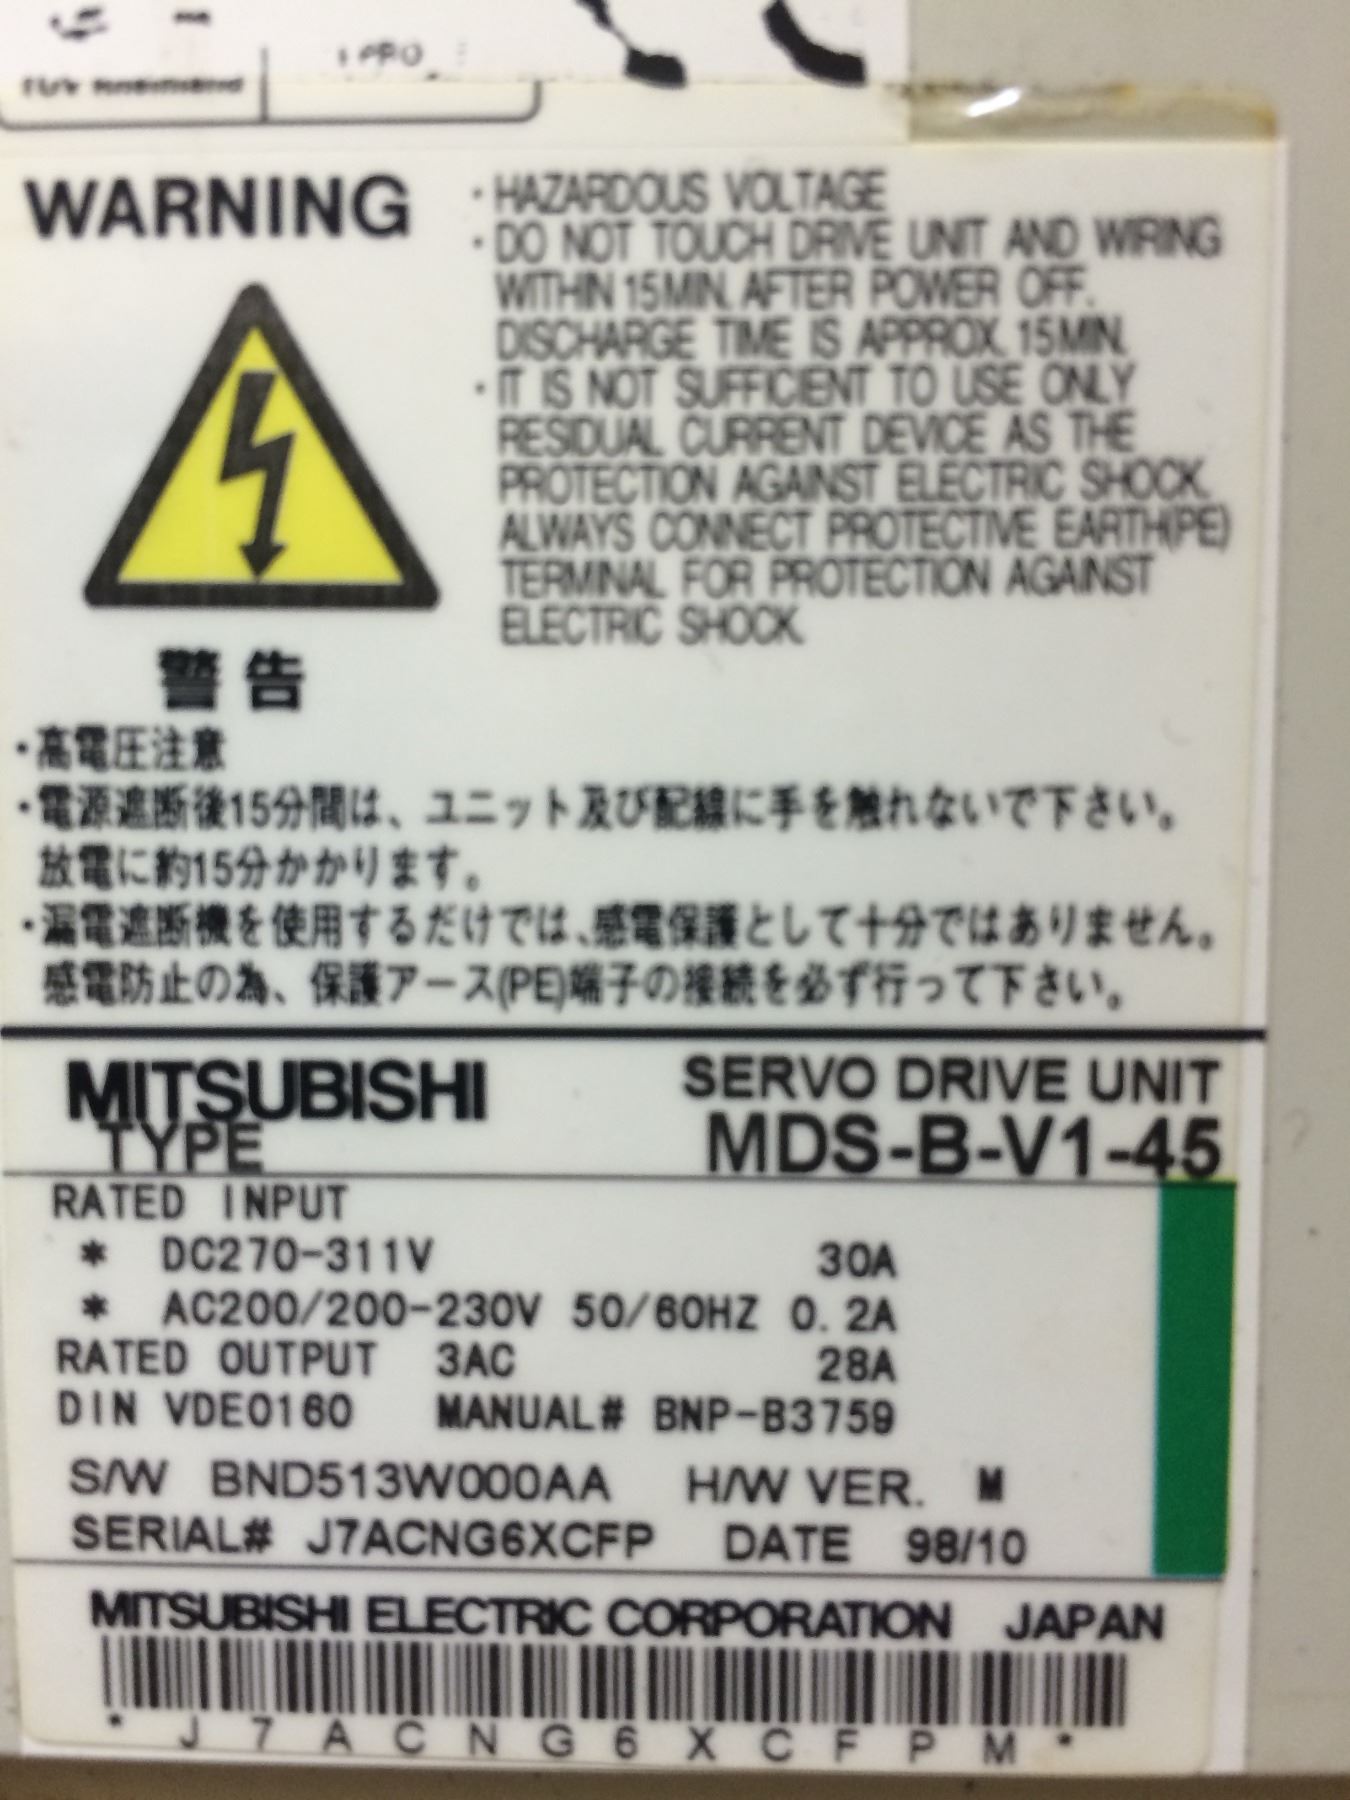 WARNING
・HAZARDOUS VOLTAGE
・DO NOT TOUCH DRIVE UNIT AND WIRING
WITHIN 15MIN. AFTER POWER OFF.
DISCHARGE TIME IS APPROX. 15MIN.
・IT IS NOT SUFFICIENT TO USE ONLY
RESIDUAL CURRENT DEVICE AS THE
PROTECTION AGAINST ELECTRIC SHOCK.
ALWAYS CONNECT PROTECTIVE EARTH(PE)
TERMINAL FOR PROTECTION AGAINST
ELECTRIC SHOCK.
警告
・高電圧注意
・電源遮断後15分間は、ユニット及び配線に手を触れないで下さい。
放電に約15分かかります。
・漏電遮断機を使用するだけでは、感電保護として十分ではありません。
感電防止の為、保護アース(PE)端子の接続を必ず行って下さい。
MITSUBISHI SERVO DRIVE UNIT
TYPE MDS-B-V1-45
RATED INPUT
* DC270-311V 30A
* AC200/200-230V 50/60HZ 0.2A
RATED OUTPUT 3AC 28A
DIN VDE0160 MANUAL# BNP-B3759
S/W BND513W000AA H/W VER. M
SERIAL# J7ACNG6XCFP DATE 98/10
MITSUBISHI ELECTRIC CORPORATION JAPAN
* J 7 A C N G 6 X C F P M *